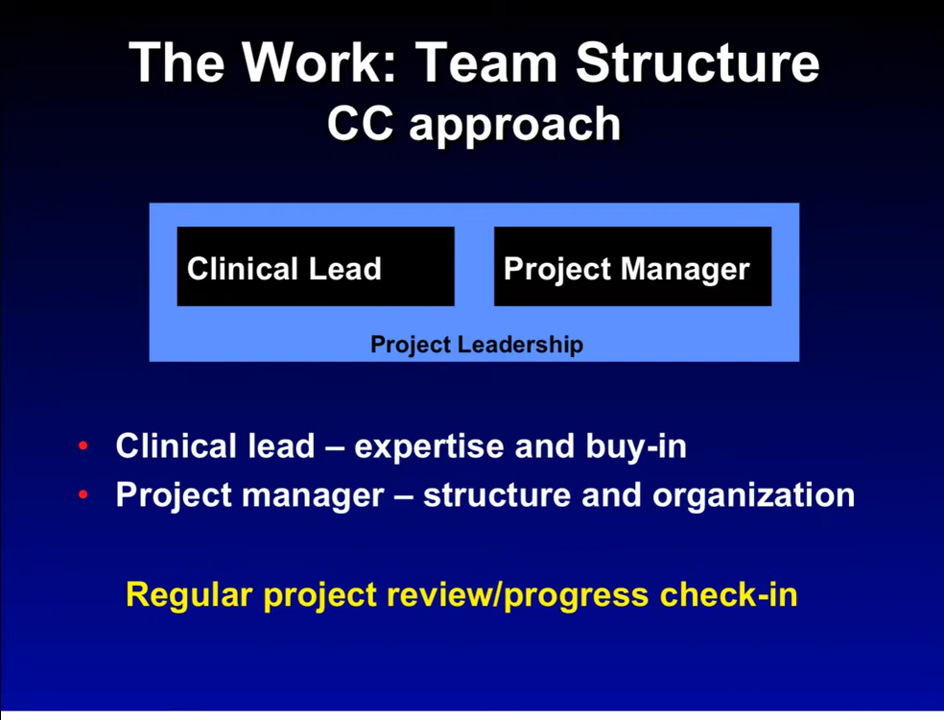 The Work: Team Structure
CC approach
Clinical Lead
Project Manager
Project Leadership
• Clinical lead – expertise and buy-in
• Project manager – structure and organization
Regular project review/progress check-in